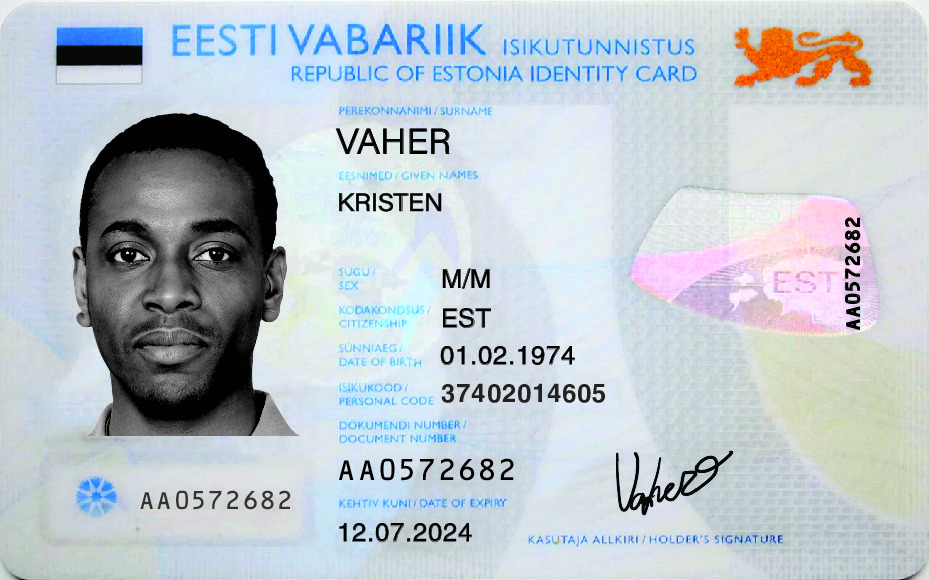 EESTI VABARIIK ISIKUTUNNISTUS
REPUBLIC OF ESTONIA IDENTITY CARD
PEREKONNANIMI / SURNAME
VAHER
EESNIMED / GIVEN NAMES
KRISTEN
SUGU / SEX
M/M
KODAKONDSUS / CITIZENSHIP
EST
SÜNNIAEG / DATE OF BIRTH
01.02.1974
ISIKUKOOD / PERSONAL CODE
37402014605
DOKUMENDI NUMBER / DOCUMENT NUMBER
AA0572682
KEHTIV KUNI / DATE OF EXPIRY
12.07.2024
AA0572682
EST
AA0572682
Vaher
KASUTAJA ALLKIRI / HOLDER'S SIGNATURE